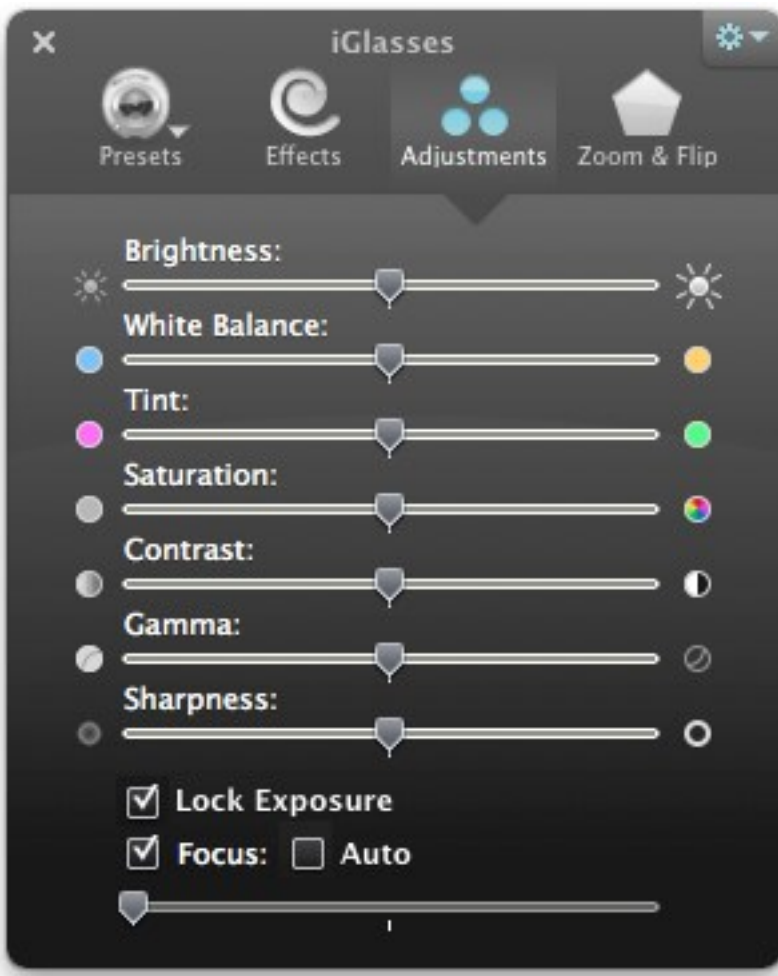 iGlasses
Presets Effects Adjustments Zoom & Flip
Brightness:
White Balance:
Tint:
Saturation:
Contrast:
Gamma:
Sharpness:
Lock Exposure
Focus: Auto